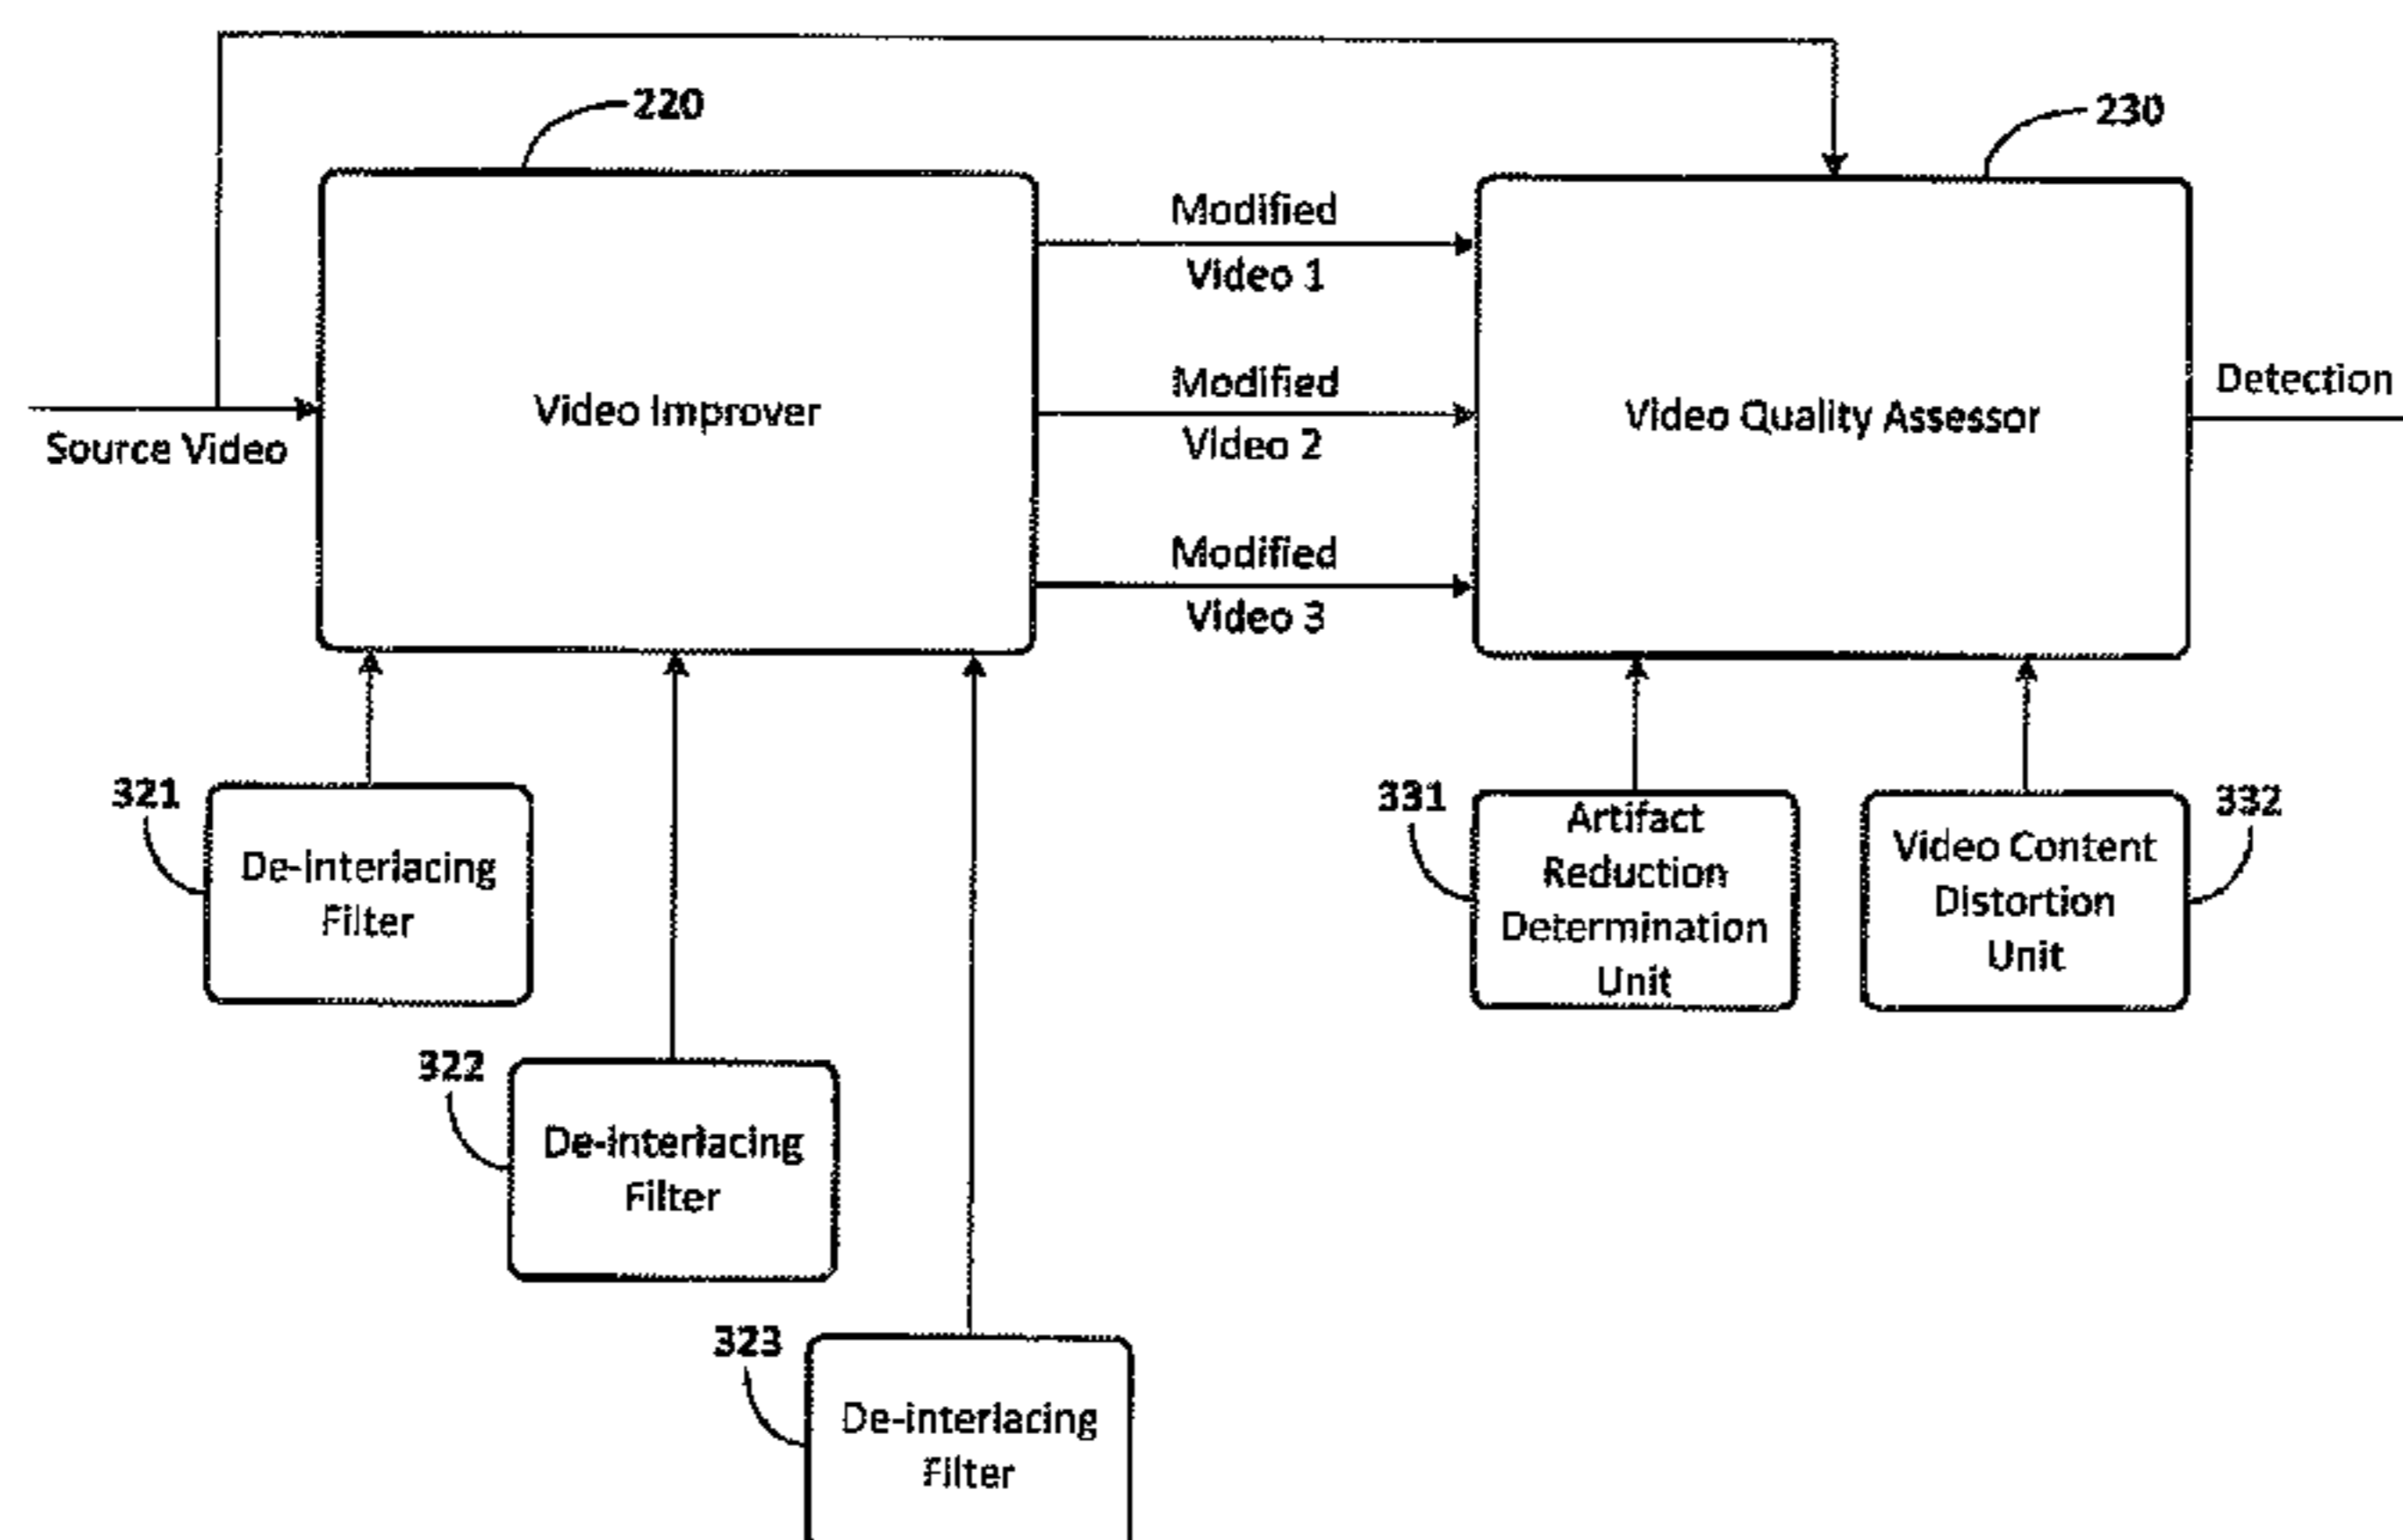 220
230
Modified
Video 1
Source Video
Video Improver
Modified
Video 2
Video Quality Assessor
Detection
Modified
Video 3
321
De-interlacing
Filter
331
Artifact
Reduction
Determination
Unit
Video Content
Distortion
Unit
332
322
De-interlacing
Filter
323
De-interlacing
Filter